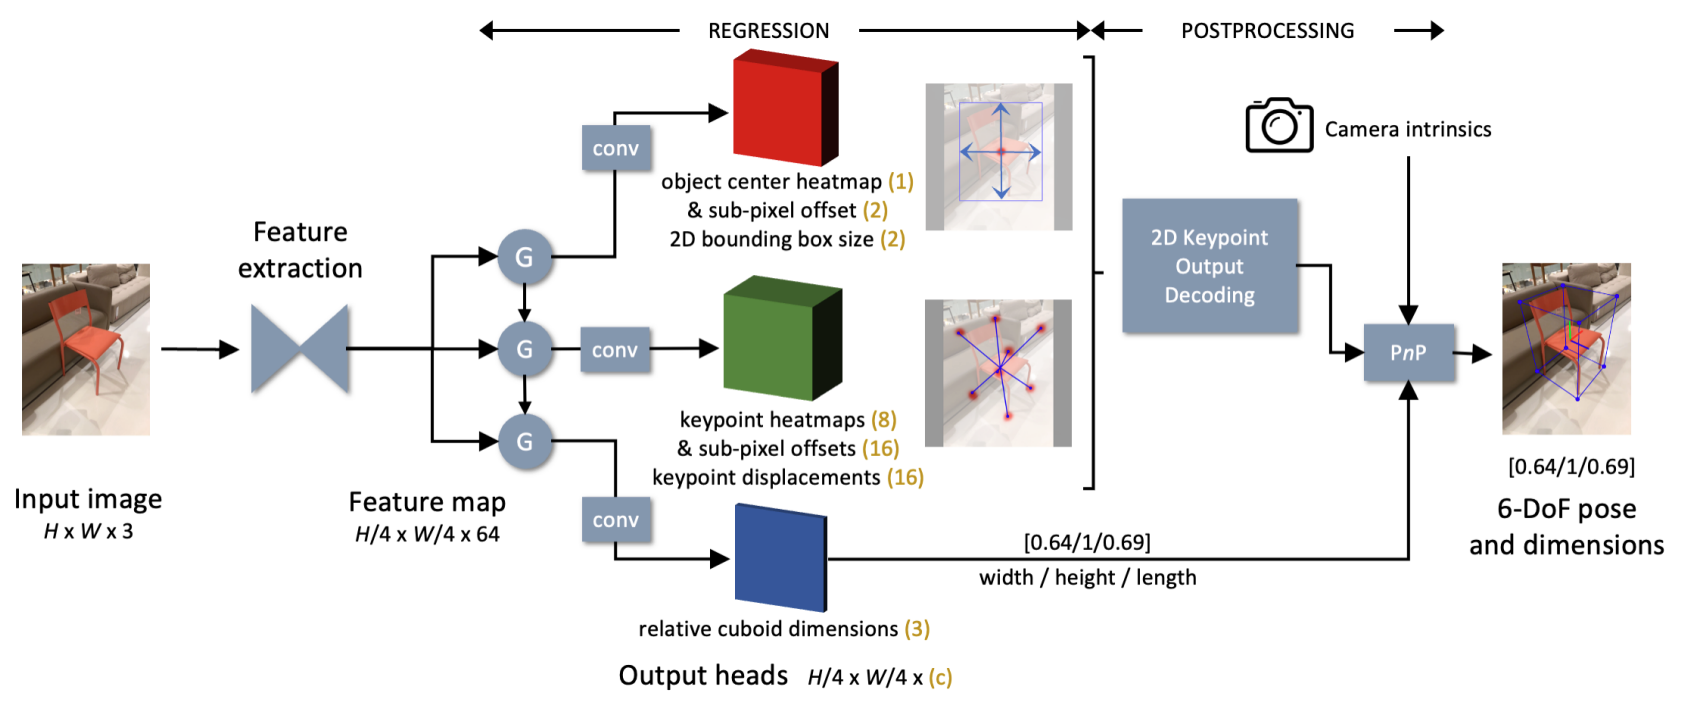 REGRESSION
POSTPROCESSING
conv
object center heatmap (1)
& sub-pixel offset (2)
2D bounding box size (2)
Camera intrinsics
Feature
extraction
G
2D Keypoint
Output
Decoding
G
conv
PnP
keypoint heatmaps (8)
& sub-pixel offsets (16)
keypoint displacements (16)
G
[0.64/1/0.69]
6-DoF pose
and dimensions
Input image
H x W x 3
Feature map
H/4 x W/4 x 64
conv
[0.64/1/0.69]
width / height / length
relative cuboid dimensions (3)
Output heads H/4 x W/4 x (c)